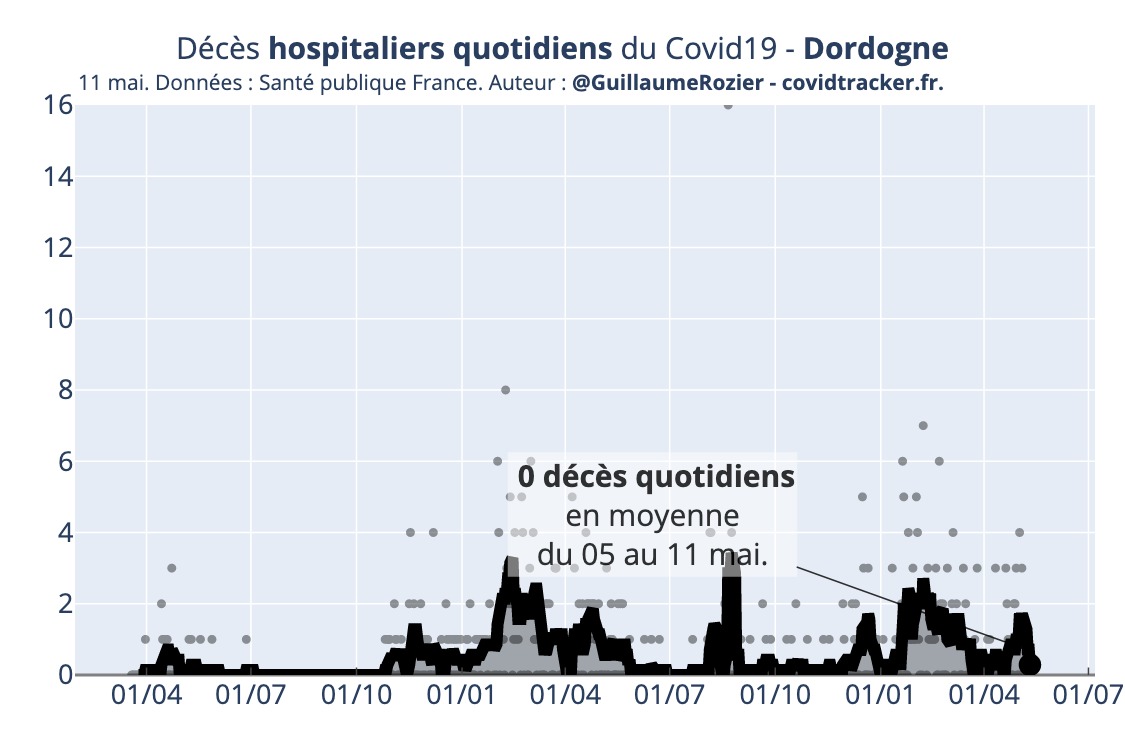 Décès hospitaliers quotidiens du Covid19 - Dordogne
11 mai. Données : Santé publique France. Auteur : @GuillaumeRozier - covidtracker.fr.
16
14
12
10
8
6
4
2
0
0 décès quotidiens
en moyenne
du 05 au 11 mai.
01/04 01/07 01/10 01/01 01/04 01/07 01/10 01/01 01/04 01/07